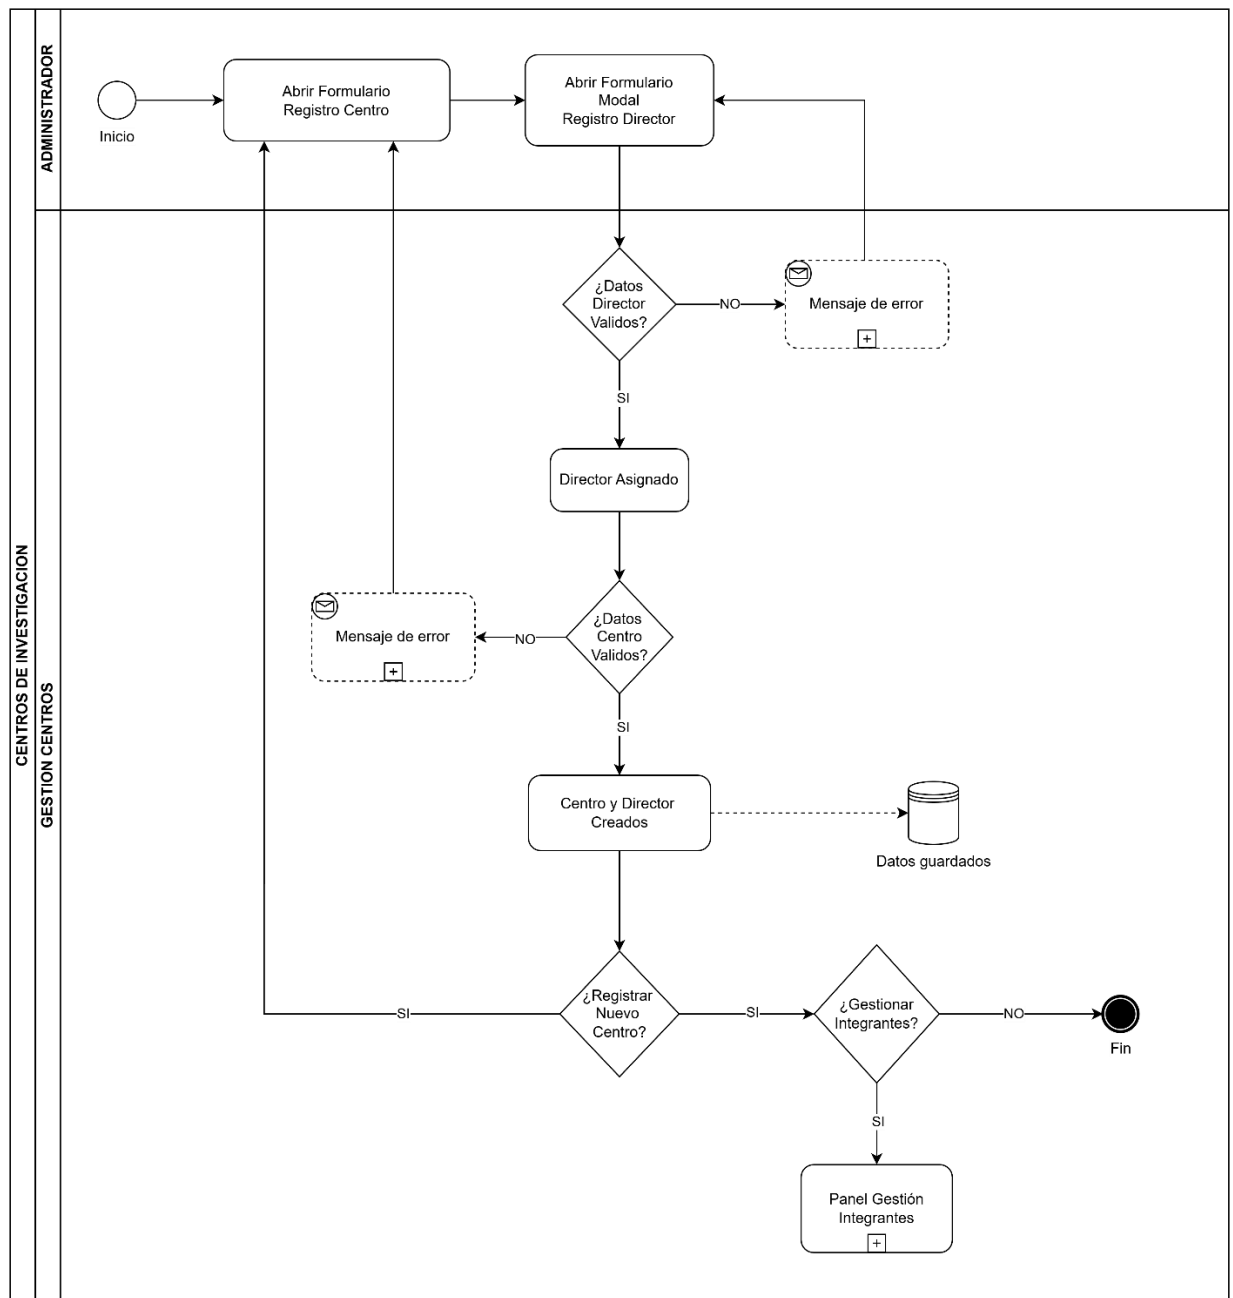 CENTROS DE INVESTIGACION
ADMINISTRADOR
Inicio
Abrir Formulario
Registro Centro
Abrir Formulario
Modal
Registro Director
GESTION CENTROS
¿Datos
Director
Validos?
NO
Mensaje de error
SI
Director Asignado
¿Datos
Centro
Validos?
NO
Mensaje de error
SI
Centro y Director
Creados
Datos guardados
¿Registrar
Nuevo
Centro?
SI
SI
¿Gestionar
Integrantes?
NO
Fin
SI
Panel Gestión
Integrantes